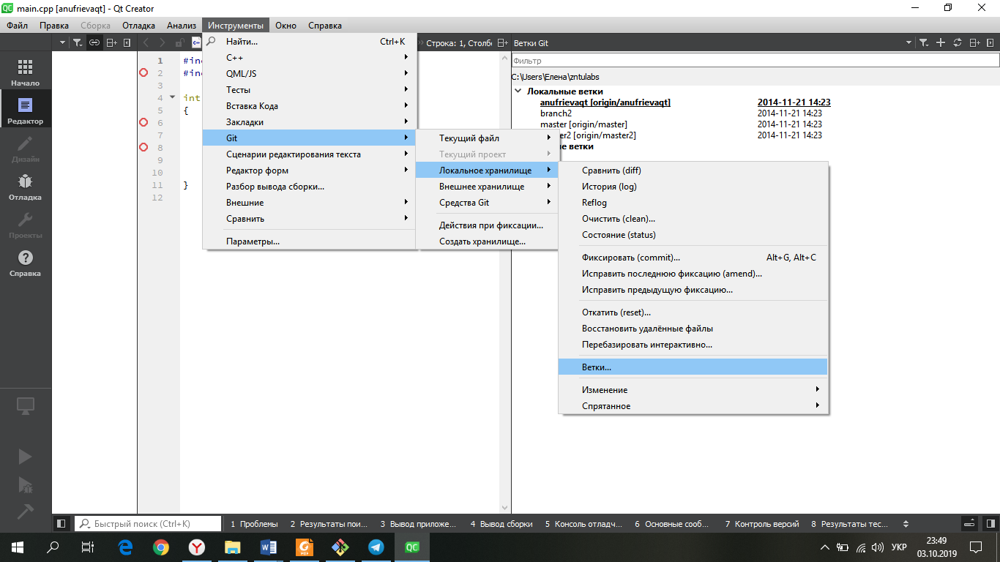 main.cpp [anufrievaqt] - Qt Creator
Файл Правка Сборка Отладка Анализ Инструменты Окно Справка
Строка: 1, Столб
Ветки Git
Начало
Редактор
Дизайн
Отладка
Проекты
Справка
1 #in
2 #in
3
4 int
5 {
6
7
8
9
10
11 }
12
Найти... Ctrl+K
C++
QML/JS
Тесты
Вставка Кода
Закладки
Git
Сценарии редактирования текста
Редактор форм
Разбор вывода сборки...
Внешние
Сравнить
Параметры...
Текущий файл
Текущий проект
Локальное хранилище
Внешнее хранилище
Средства Git
Действия при фиксации...
Создать хранилище...
Сравнить (diff)
История (log)
Reflog
Очистить (clean)...
Состояние (status)
Фиксировать (commit)... Alt+G, Alt+C
Исправить последнюю фиксацию (amend)...
Исправить предыдущую фиксацию...
Откатить (reset)...
Восстановить удалённые файлы
Перебазировать интерактивно...
Ветки...
Изменение
Спрятанное
Фильтр
C:\Users\Елена\zntulabs
Локальные ветки
anufrievaqt [origin/anufrievaqt] 2014-11-21 14:23
branch2 2014-11-21 14:23
master [origin/master] 2014-11-21 14:23
er2 [origin/master2] 2014-11-21 14:23
ые ветки
Быстрый поиск (Ctrl+K) 1 Проблемы 2 Результаты пои... 3 Вывод приложе... 4 Вывод сборки 5 Консоль отладч... 6 Основные сооб... 7 Контроль версий 8 Результаты тес...
УКР
23:49
03.10.2019